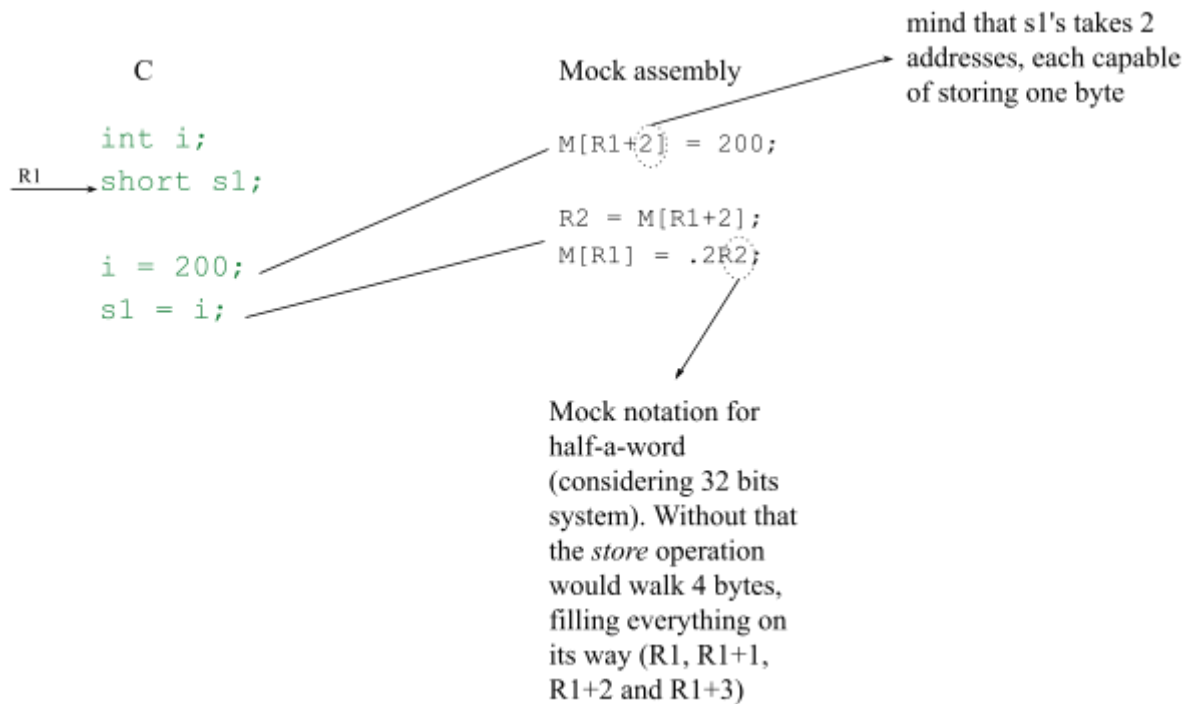 mind that s1's takes 2
addresses, each capable
of storing one byte
C
Mock assembly
int i;
R1
short s1;
i = 200;
s1 = i;
M[R1+2] = 200;
R2 = M[R1+2];
M[R1] = .2R2;
Mock notation for
half-a-word
(considering 32 bits
system). Without that
the store operation
would walk 4 bytes,
filling everything on
its way (R1, R1+1,
R1+2 and R1+3)